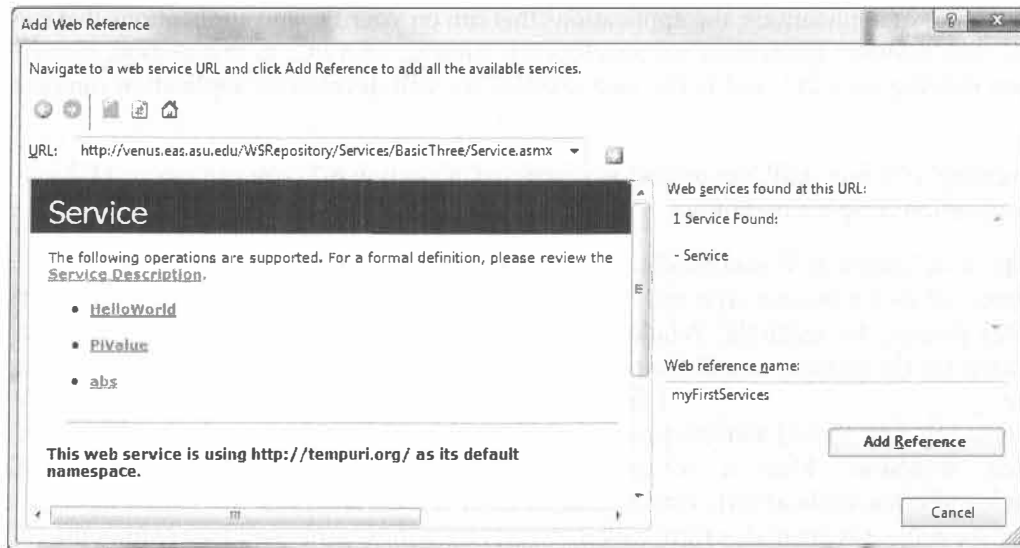 Add Web Reference
Navigate to a web service URL and click Add Reference to add all the available services.
URL: http://venus.eas.asu.edu/WSRepository/Services/BasicThree/Service.asmx
Service
The following operations are supported. For a formal definition, please review the
Service Description.
• HelloWorld
• PiValue
• abs
This web service is using http://tempuri.org/ as its default
namespace.
Web services found at this URL:
1 Service Found:
- Service
Web reference name:
myFirstServices
Add Reference
Cancel